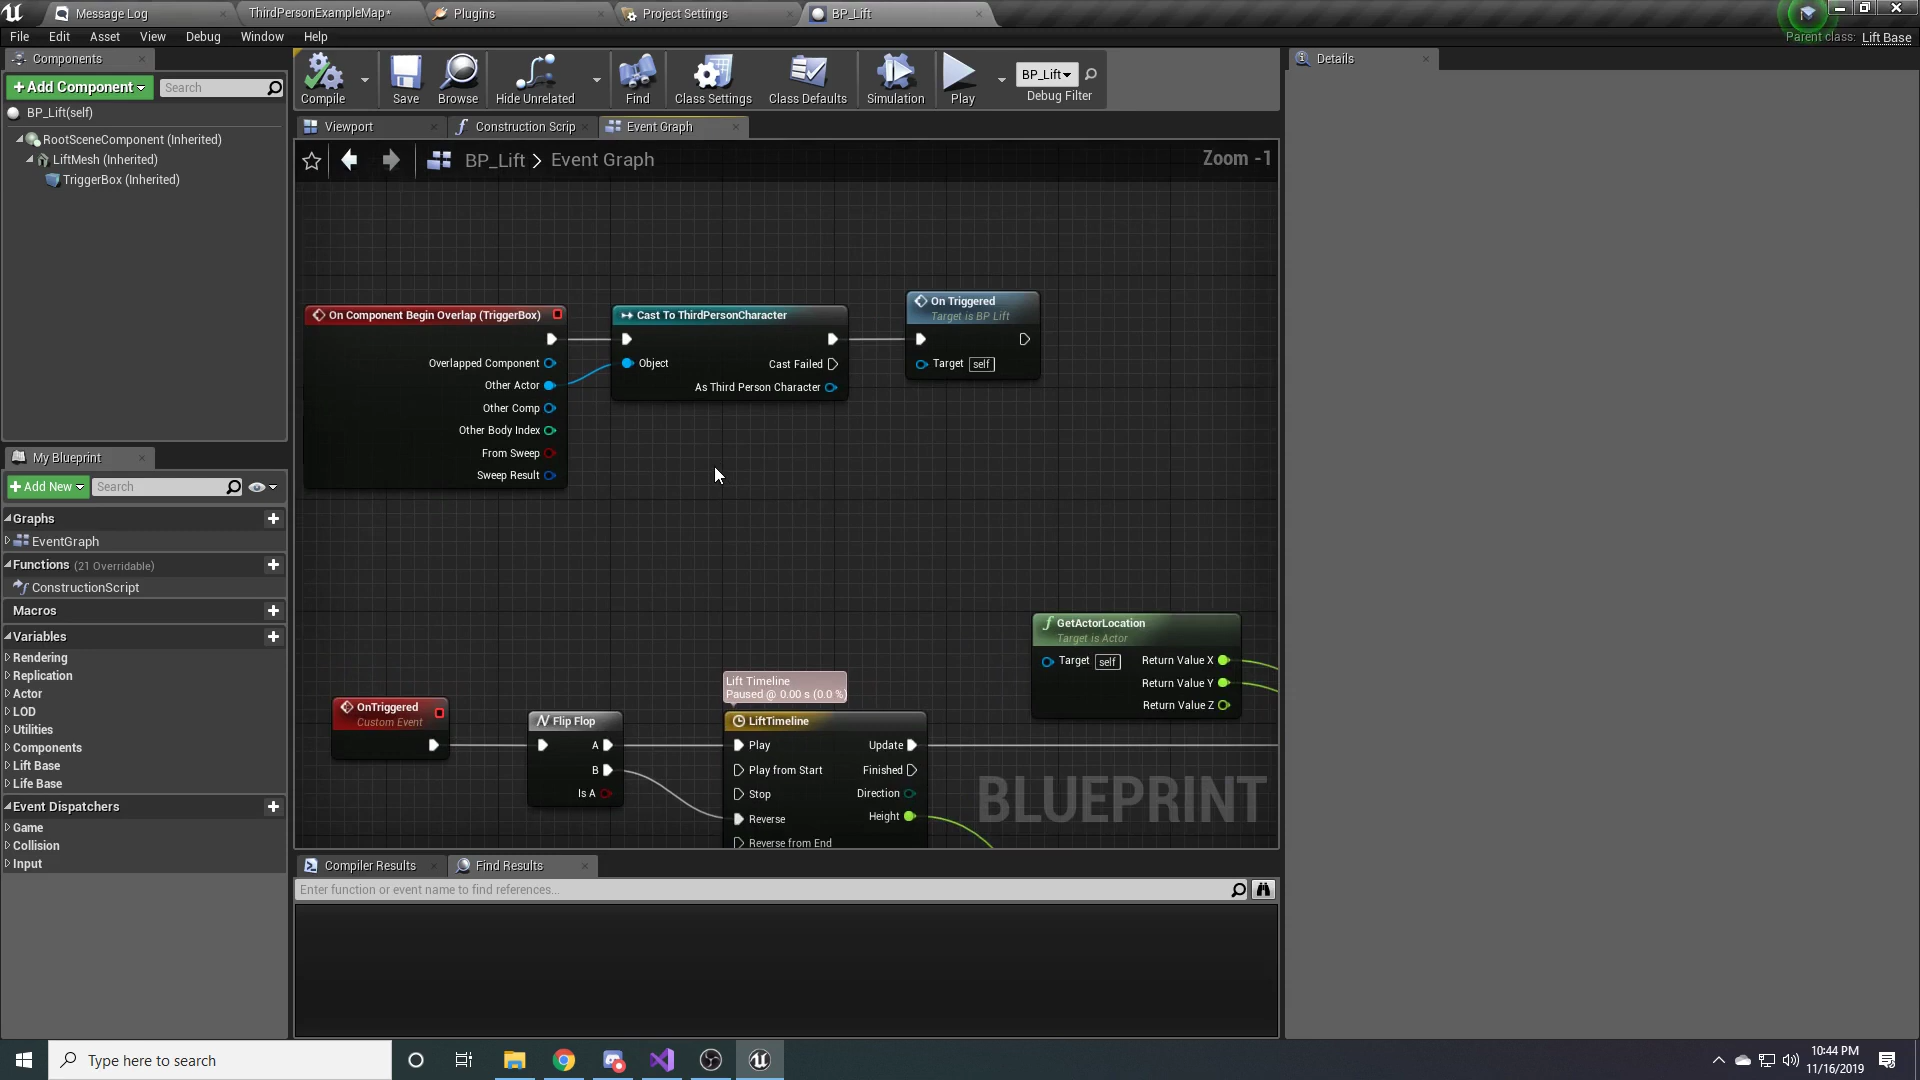 Message Log
ThirdPersonExampleMap*
Plugins
Project Settings
BP_Lift
File Edit Asset View Debug Window Help
Parent class: Lift Base
Components
+Add Component
Search
BP_Lift(self)
RootSceneComponent (Inherited)
LiftMesh (Inherited)
TriggerBox (Inherited)
Compile
Save
Browse
Hide Unrelated
Find
Class Settings
Class Defaults
Simulation
Play
BP_Lift
Debug Filter
Details
Viewport
Construction Scrip
Event Graph
BP_Lift > Event Graph
Zoom -1
On Component Begin Overlap (TriggerBox)
Overlapped Component
Other Actor
Other Comp
Other Body Index
From Sweep
Sweep Result
Cast To ThirdPersonCharacter
Object
Cast Failed
As Third Person Character
On Triggered
Target is BP Lift
Target self
My Blueprint
+Add New
Search
Graphs
EventGraph
Functions (21 Overridable)
ConstructionScript
Macros
Variables
Rendering
Replication
Actor
LOD
Utilities
Components
Lift Base
Life Base
Event Dispatchers
Game
Collision
Input
GetActorLocation
Target is Actor
Target self
Return Value X
Return Value Y
Return Value Z
OnTriggered
Custom Event
Flip Flop
A
B
Is A
Lift Timeline
Paused @ 0.00 s (0.0 %)
LiftTimeline
Play Update
Play from Start Finished
Stop Direction
Reverse Height
Reverse from End
BLUEPRINT
Compiler Results
Find Results
Enter function or event name to find references...
Type here to search
10:44 PM
11/16/2019